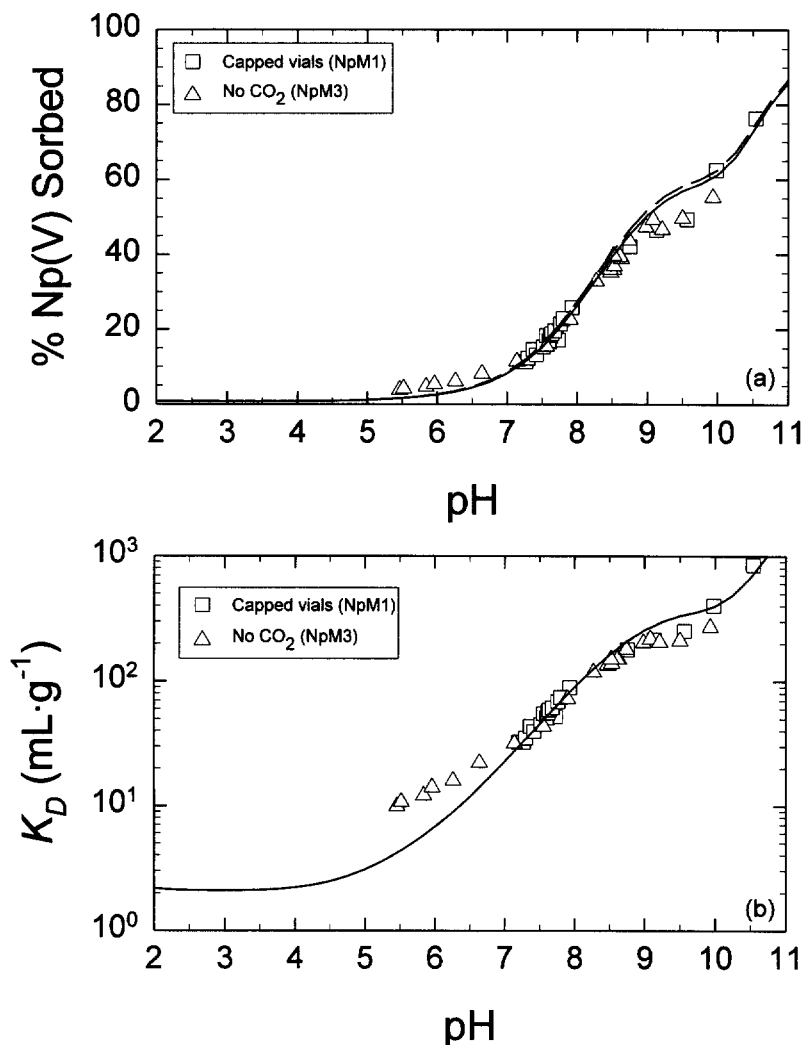 100
80
60
40
20
0
% Np(V) Sorbed
Capped vials (NpM1)
No CO₂ (NpM3)
(a)
2 3 4 5 6 7 8 9 10 11
pH
10³
10²
10¹
10⁰
K_D (mL·g⁻¹)
Capped vials (NpM1)
No CO₂ (NpM3)
(b)
2 3 4 5 6 7 8 9 10 11
pH